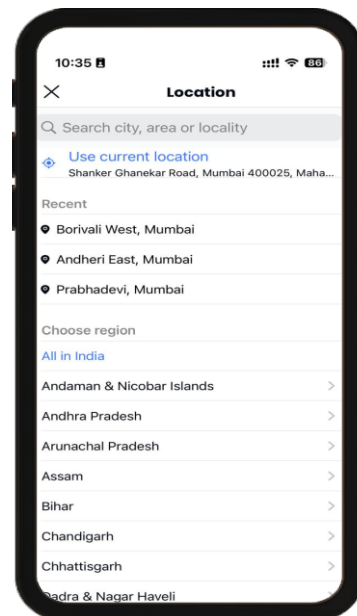 10:35
86
Location
Search city, area or locality
Use current location
Shanker Ghanekar Road, Mumbai 400025, Maha...
Recent
Borivali West, Mumbai
Andheri East, Mumbai
Prabhadevi, Mumbai
Choose region
All in India
Andaman & Nicobar Islands
Andhra Pradesh
Arunachal Pradesh
Assam
Bihar
Chandigarh
Chhattisgarh
Dadra & Nagar Haveli